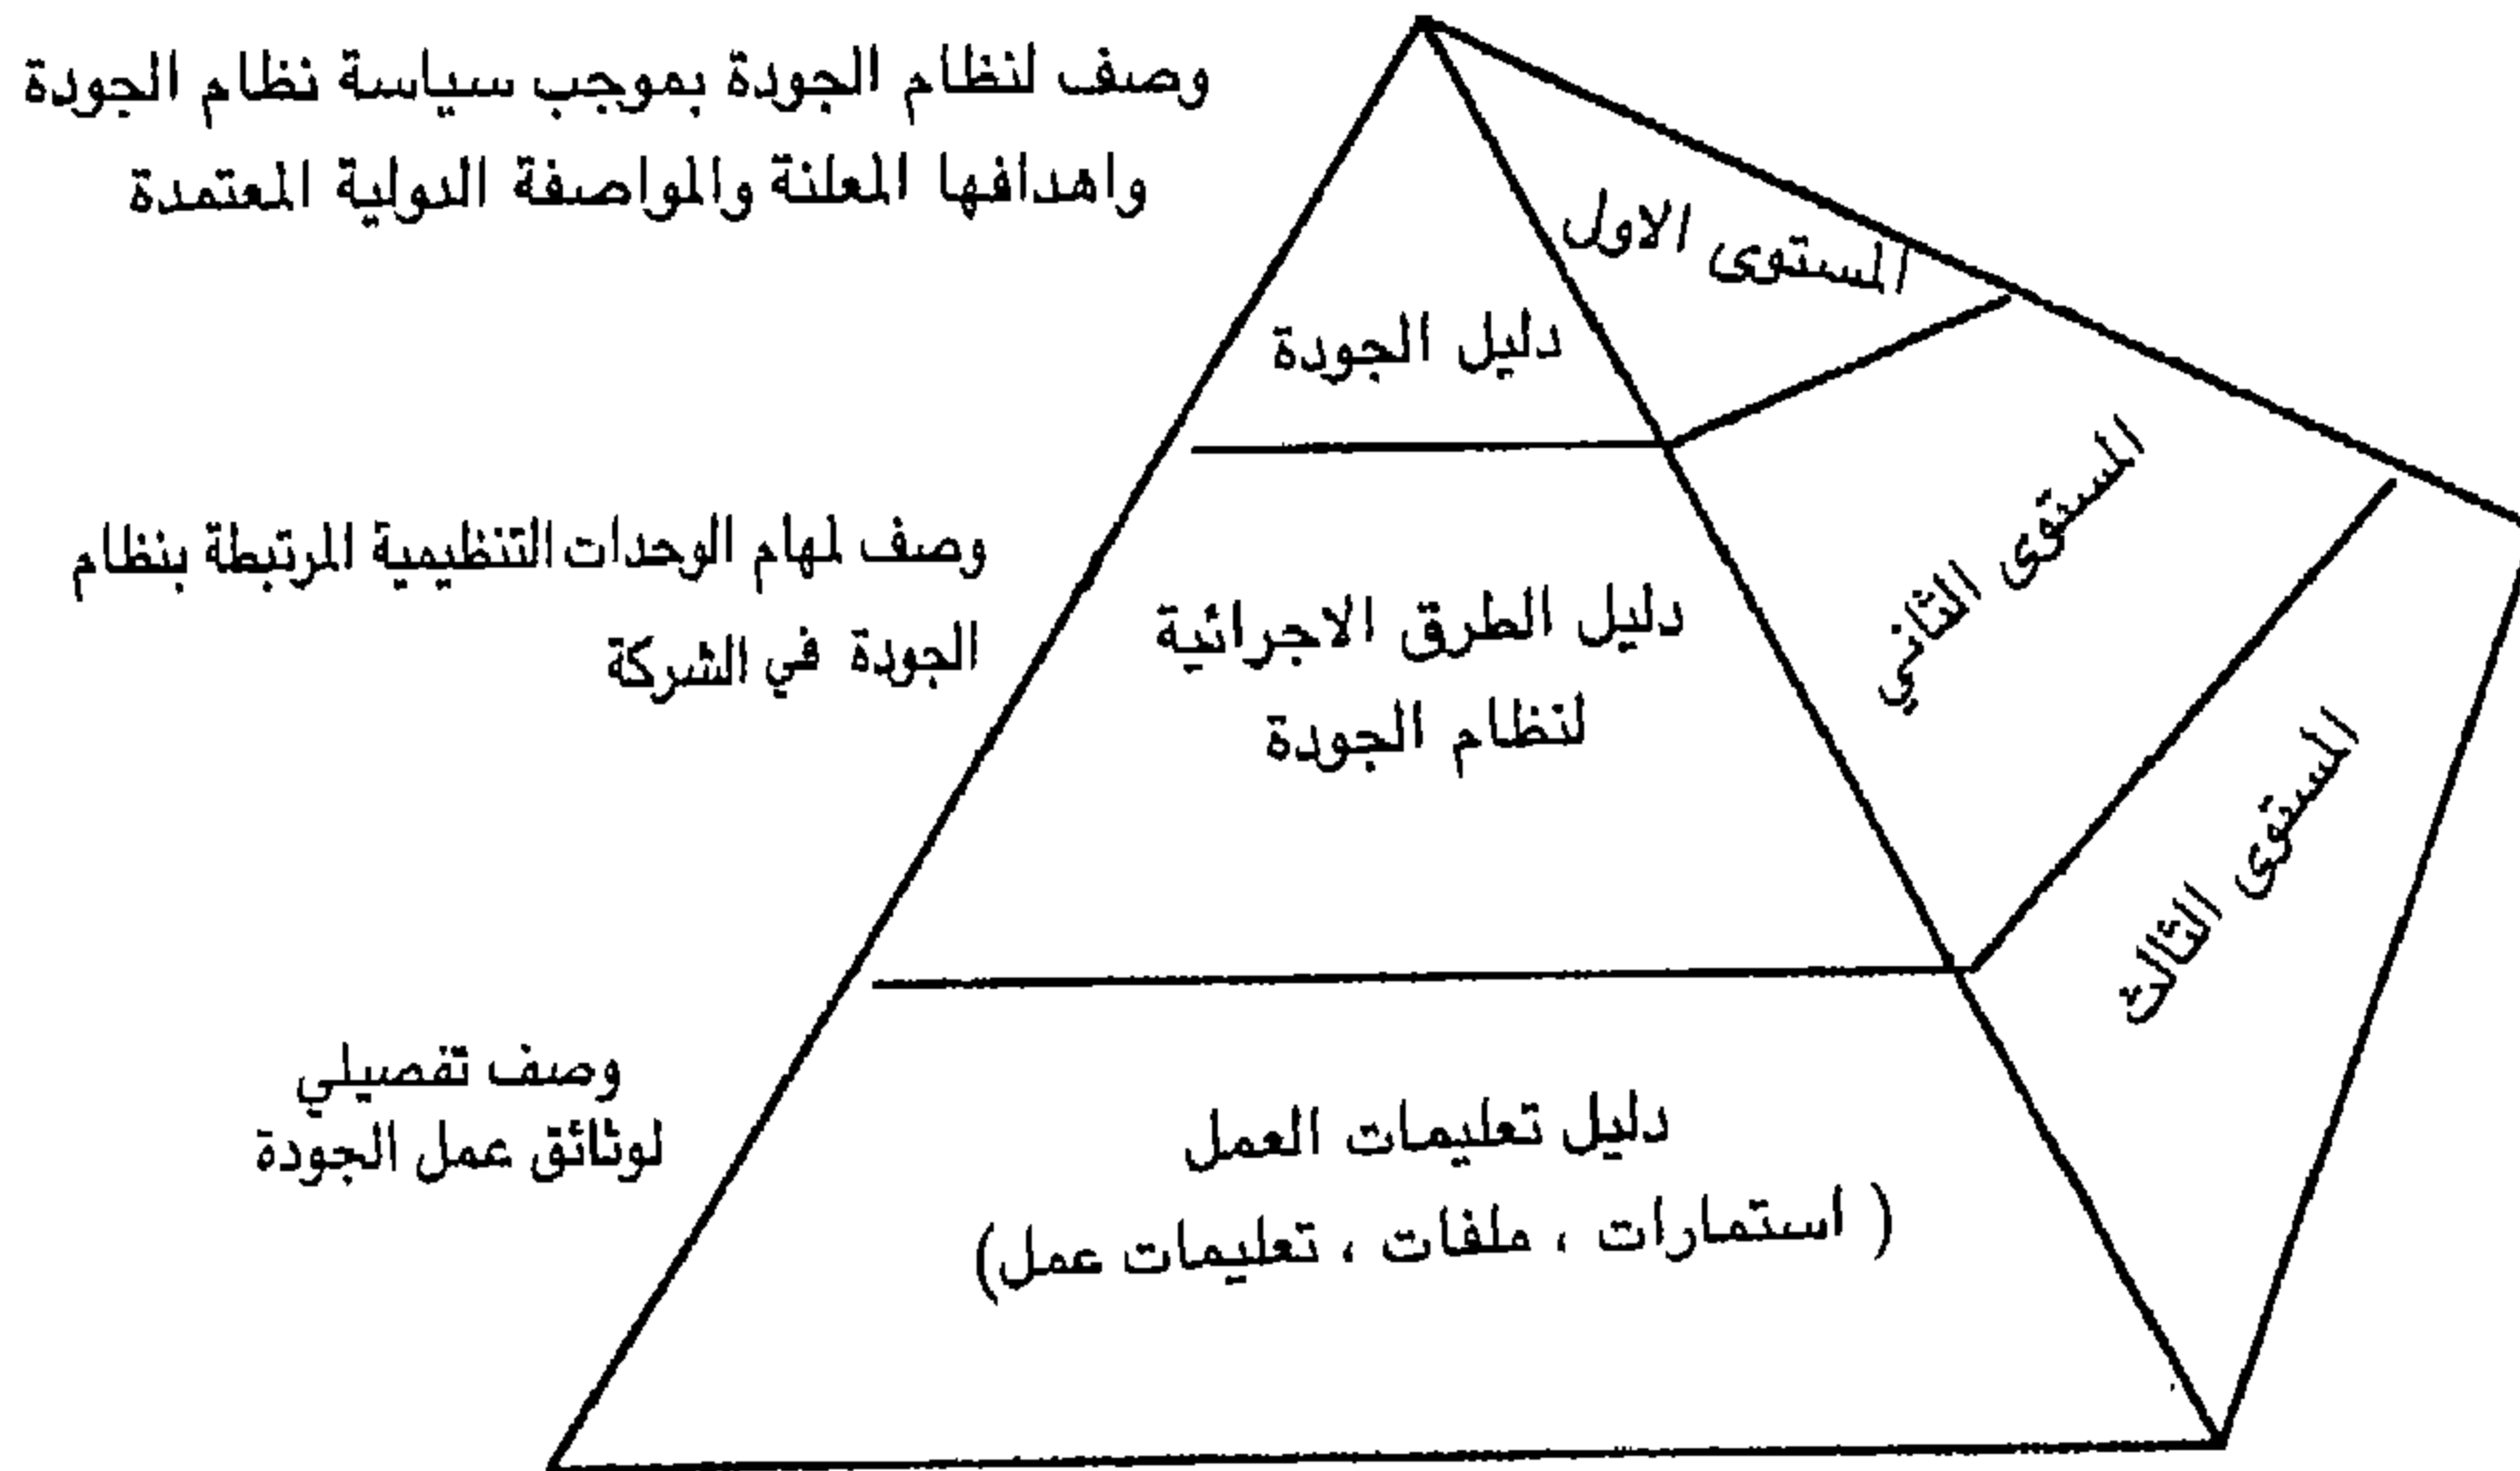 وصف لنظام الجودة بموجب سياسة نظام الجودة
واهدافها المعلنة والمواصفة الدولية المعتمدة
المستوى الاول
دليل الجودة
وصف لمهام الوحدات التنظيمية المرتبطة بنظام
الجودة في الشركة
المستوى الثاني
دليل الطرق الاجرائية
لنظام الجودة
المستوى الثالث
وصف تفصيلي
لوثائق عمل الجودة
دليل تعليمات العمل
( استمارات ، ملفات ، تعليمات عمل)